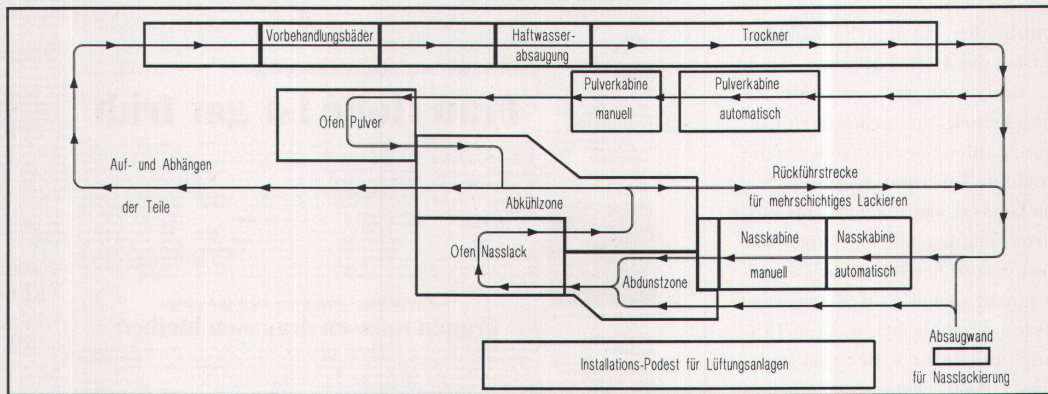 Vorbehandlungsbäder
Haftwasser-
absaugung
Trockner
Pulverkabine
manuell
Pulverkabine
automatisch
Ofen Pulver
Auf- und Abhängen
der Teile
Abkühlzone
Rückführstrecke
für mehrschichtiges Lackieren
Ofen Nasslack
Nasskabine
manuell
Nasskabine
automatisch
Abdunstzone
Absaugwand
für Nasslackierung
Installations-Podest für Lüftungsanlagen